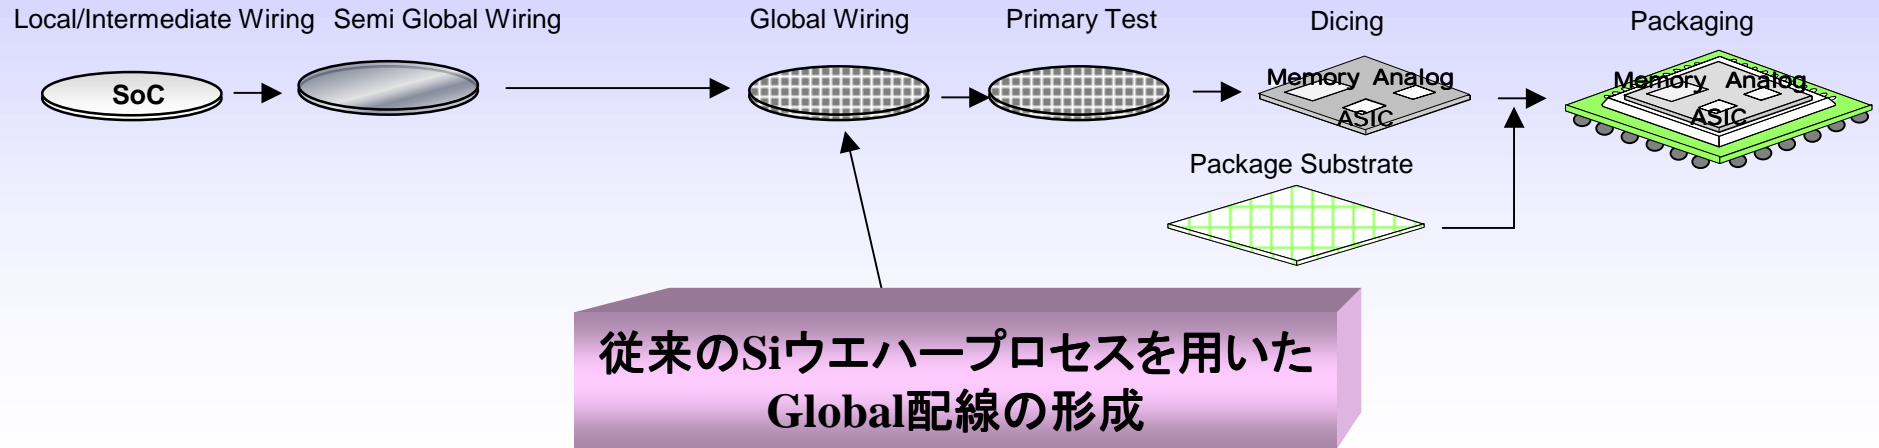 Local/Intermediate Wiring
Semi Global Wiring
Global Wiring
Primary Test
Dicing
Packaging
SoC
Memory Analog
ASIC
Memory Analog
ASIC
Package Substrate
従来のSiウエハープロセスを用いた
Global配線の形成